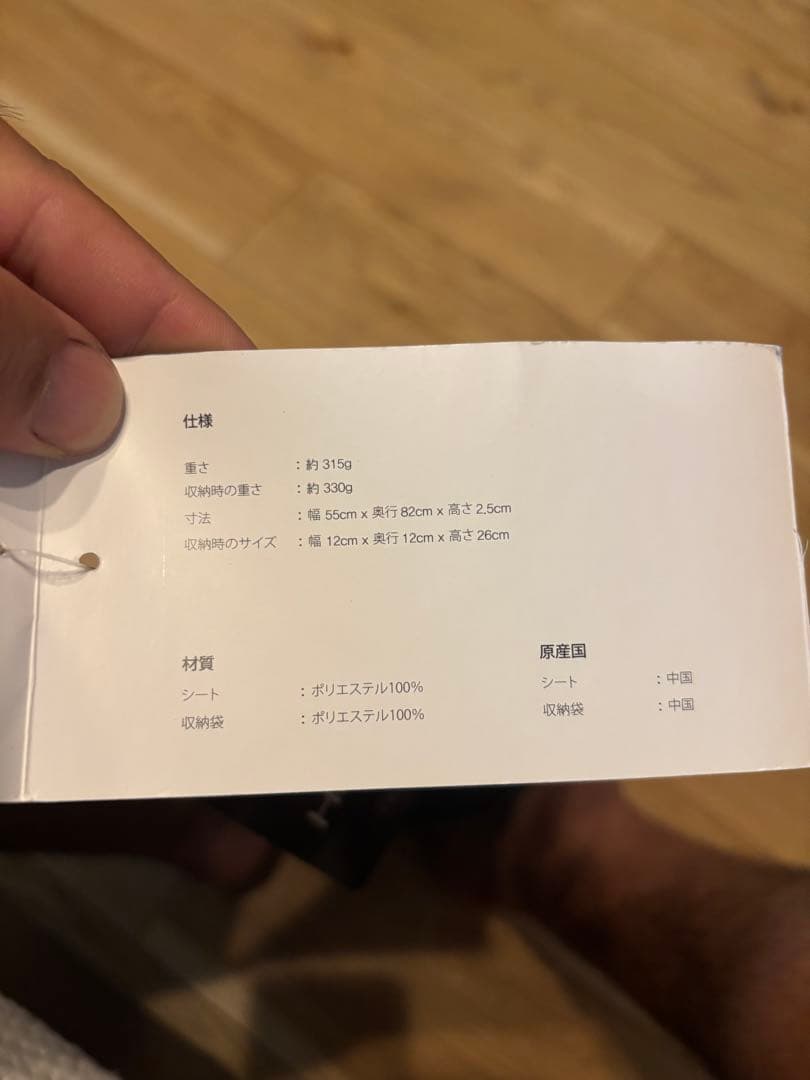 仕様
重さ : 約 315g
収納時の重さ : 約 330g
寸法 : 幅 55cm x 奥行 82cm x 高さ 2.5cm
収納時のサイズ : 幅 12cm x 奥行 12cm x 高さ 26cm
材質
シート : ポリエステル100%
収納袋 : ポリエステル100%
原産国
シート : 中国
収納袋 : 中国